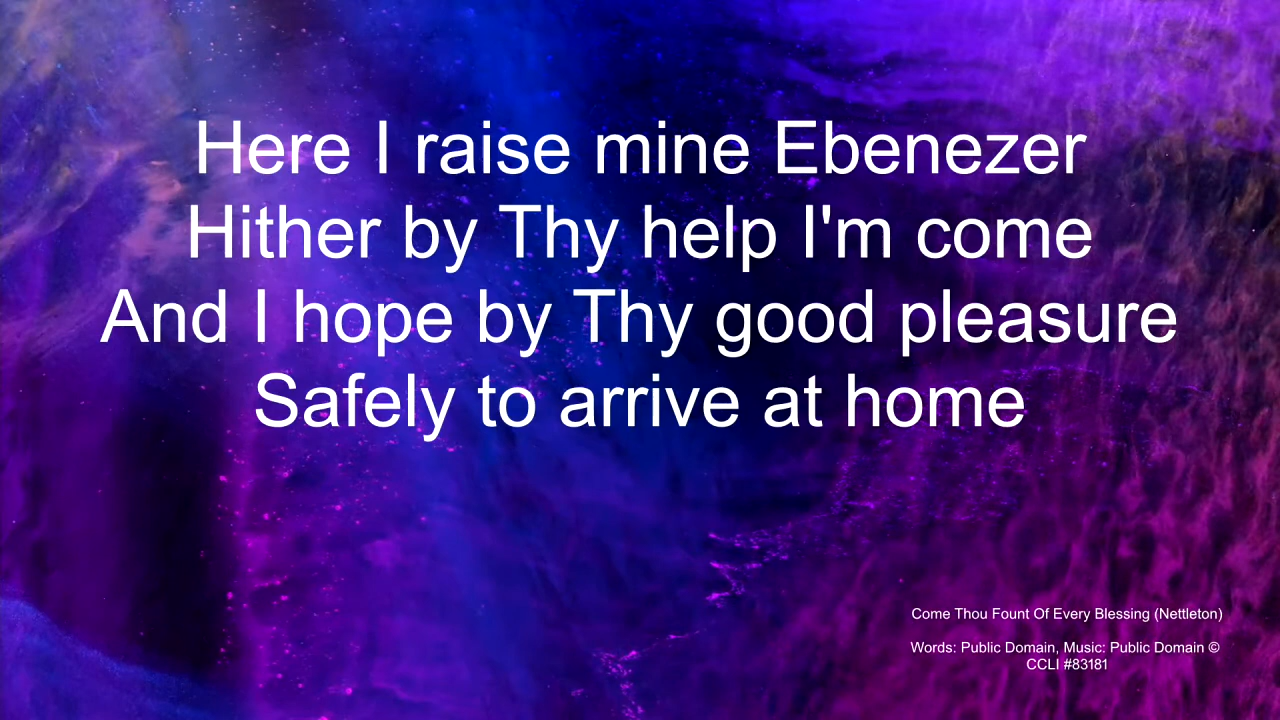 Here I raise mine Ebenezer
Hither by Thy help I'm come
And I hope by Thy good pleasure
Safely to arrive at home
Come Thou Fount Of Every Blessing (Nettleton)
Words: Public Domain, Music: Public Domain ©
CCLI #83181